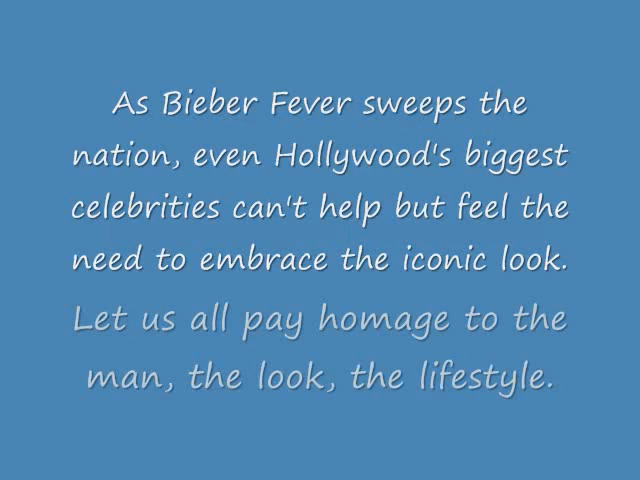 As Bieber Fever sweeps the
nation, even Hollywood's biggest
celebrities can't help but feel the
need to embrace the iconic look.
Let us all pay homage to the
man, the look, the lifestyle.